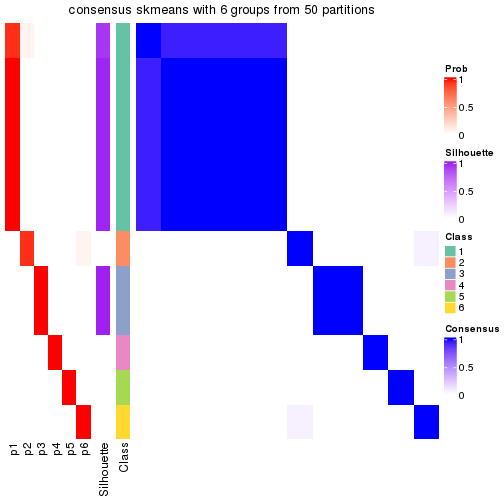 consensus skmeans with 6 groups from 50 partitions
Prob
1
0.5
0
Silhouette
1
0.5
0
Class
1
2
3
4
5
6
Consensus
1
0.5
0
p1
p2
p3
p4
p5
p6
Silhouette
Class